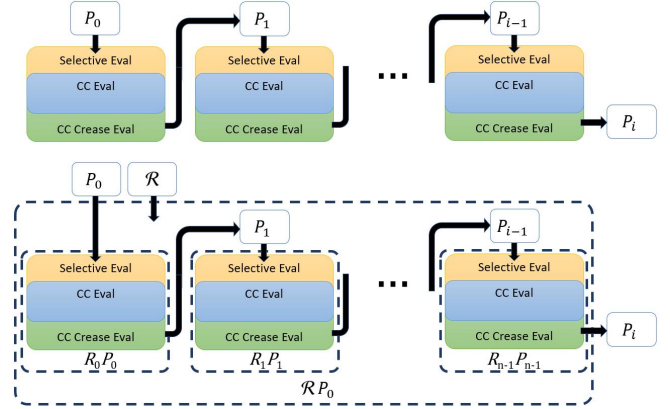 P₀ P₁ Pᵢ₋₁
Selective Eval Selective Eval ... Selective Eval
CC Eval CC Eval CC Eval
CC Crease Eval CC Crease Eval CC Crease Eval Pᵢ
P₀ ℛ
P₁ Pᵢ₋₁
Selective Eval Selective Eval ... Selective Eval
CC Eval CC Eval CC Eval
CC Crease Eval CC Crease Eval CC Crease Eval Pᵢ
R₀P₀ R₁P₁ Rₙ₋₁Pₙ₋₁
ℛP₀